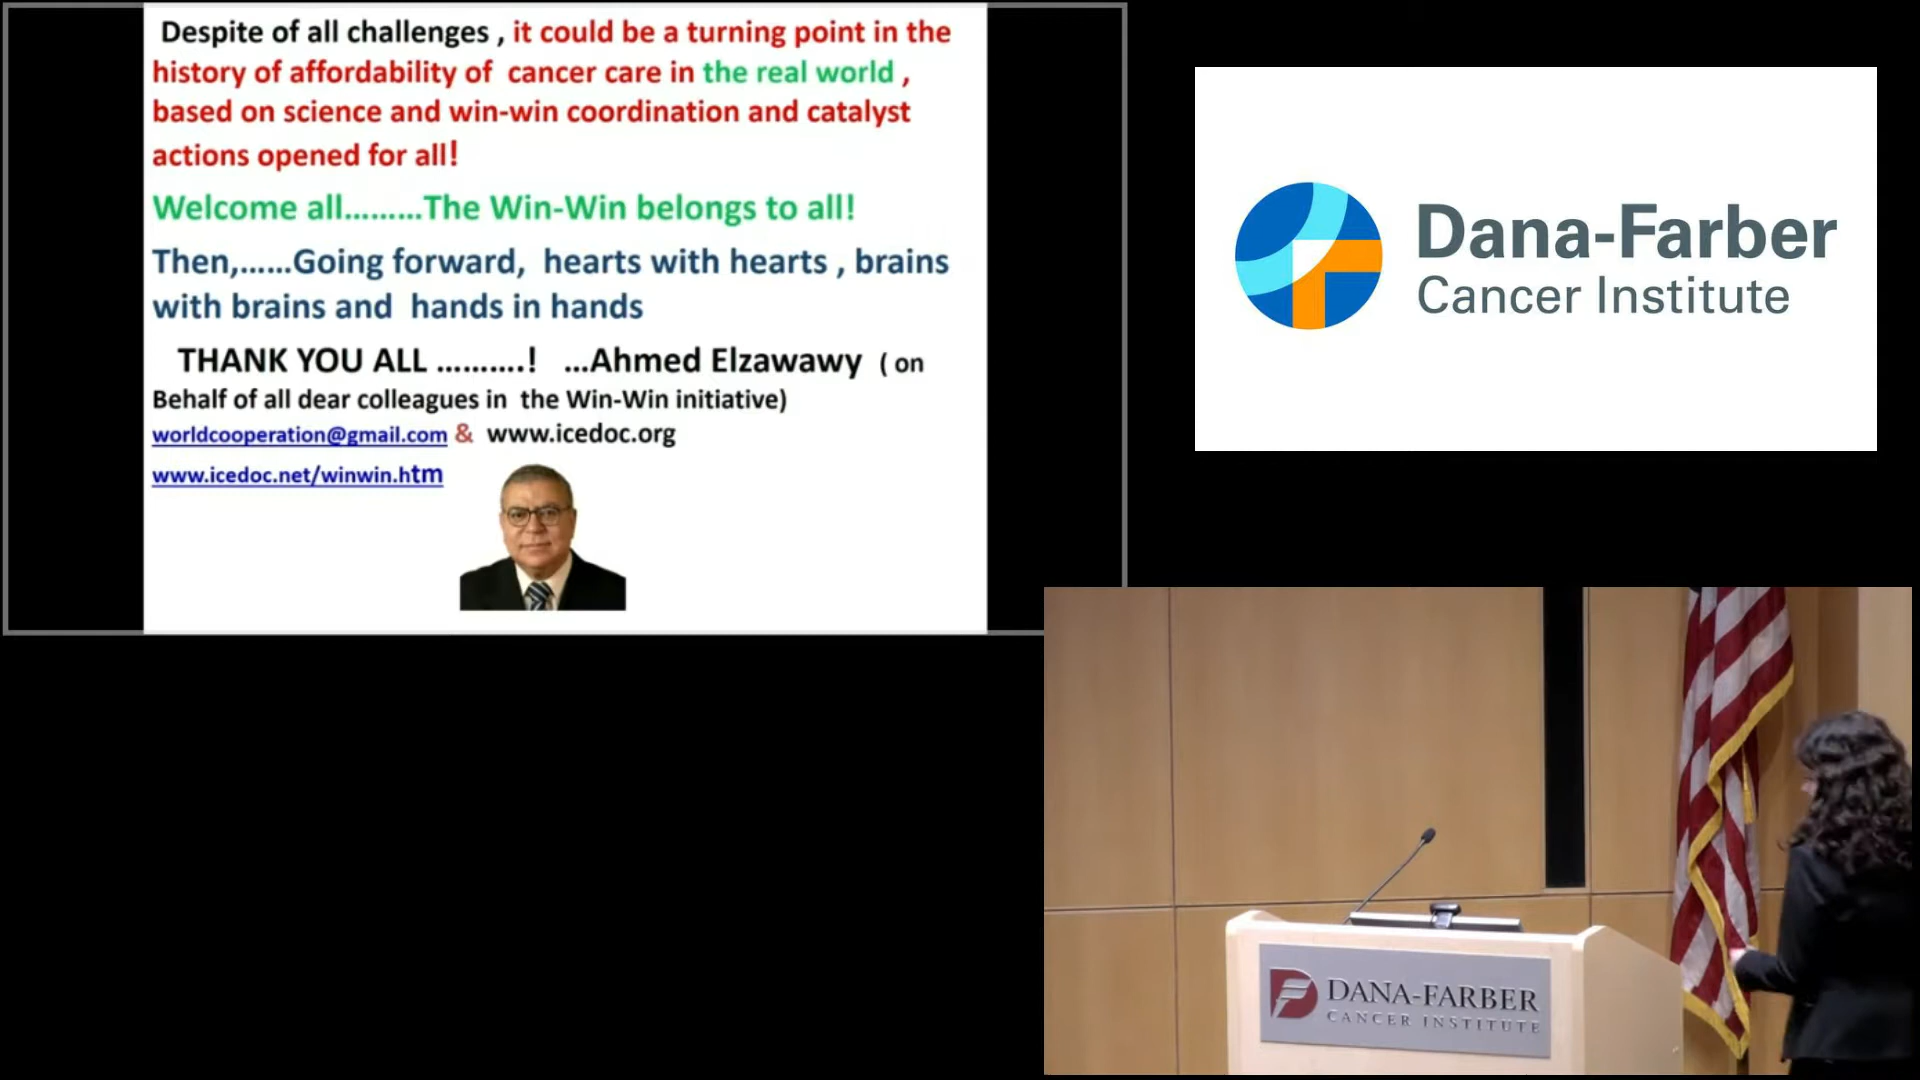 Despite of all challenges , it could be a turning point in the
history of affordability of cancer care in the real world ,
based on science and win-win coordination and catalyst
actions opened for all!
Welcome all.........The Win-Win belongs to all!
Then,......Going forward, hearts with hearts , brains
with brains and hands in hands
THANK YOU ALL ..........! ...Ahmed Elzawawy ( on
Behalf of all dear colleagues in the Win-Win initiative)
worldcooperation@gmail.com & www.icedoc.org
www.icedoc.net/winwin.htm
Dana-Farber
Cancer Institute
DANA-FARBER
CANCER INSTITUTE